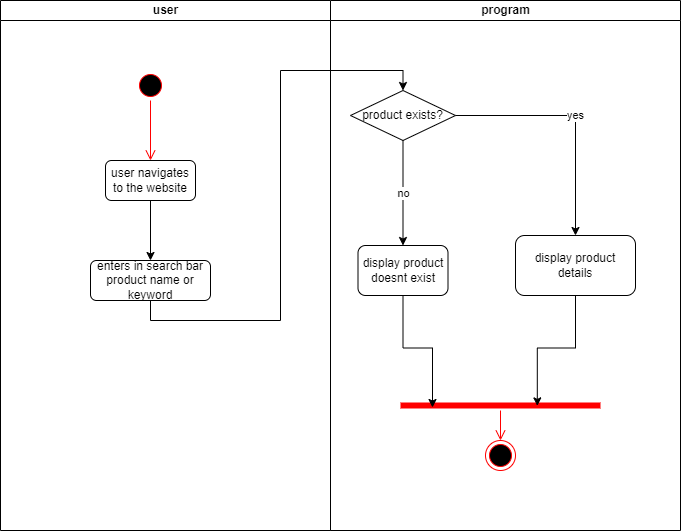 user
program
user navigates
to the website
enters in search bar
product name or
keyword
product exists?
yes
no
display product
doesnt exist
display product
details